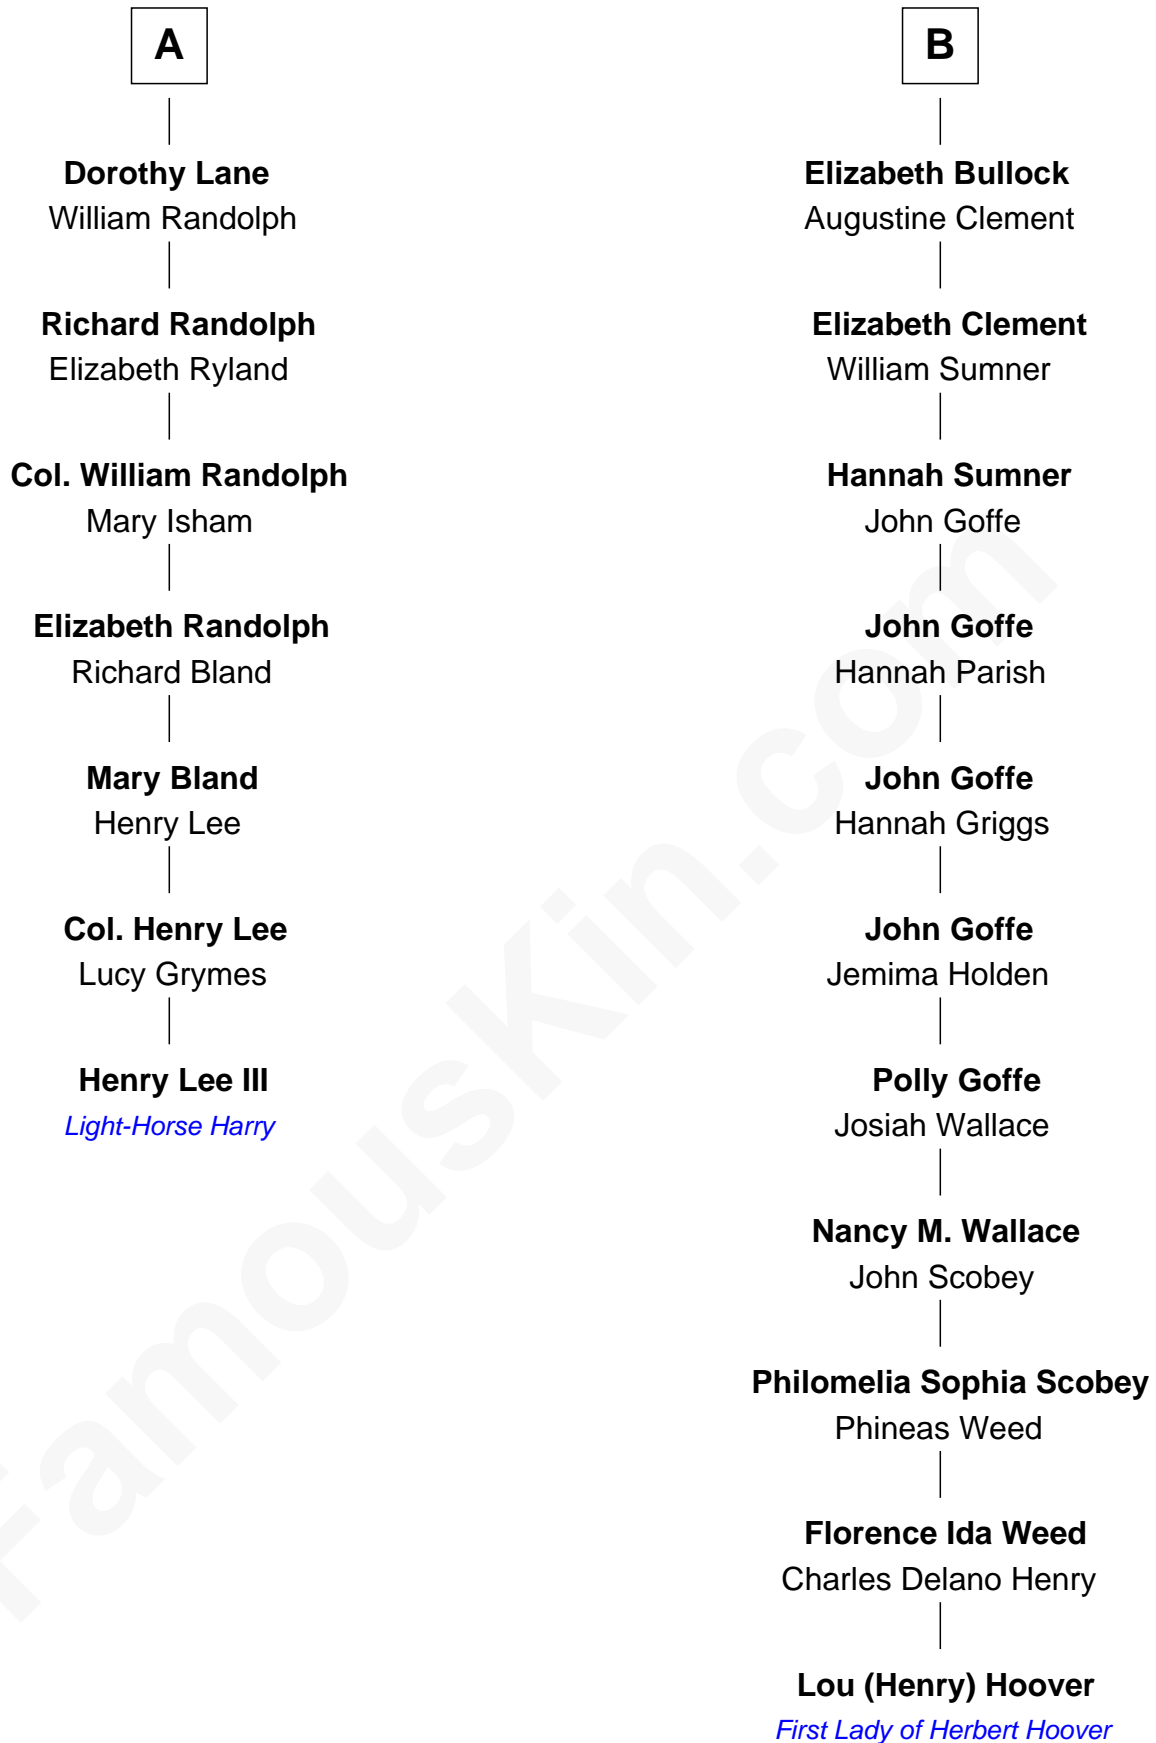 A
Dorothy Lane
William Randolph
Richard Randolph
Elizabeth Ryland
Col. William Randolph
Mary Isham
Elizabeth Randolph
Richard Bland
Mary Bland
Henry Lee
Col. Henry Lee
Lucy Grymes
Henry Lee III
Light-Horse Harry
B
Elizabeth Bullock
Augustine Clement
Elizabeth Clement
William Sumner
Hannah Sumner
John Goffe
John Goffe
Hannah Parish
John Goffe
Hannah Griggs
John Goffe
Jemima Holden
Polly Goffe
Josiah Wallace
Nancy M. Wallace
John Scobey
Philomelia Sophia Scobey
Phineas Weed
Florence Ida Weed
Charles Delano Henry
Lou (Henry) Hoover
First Lady of Herbert Hoover
FamousKin.com